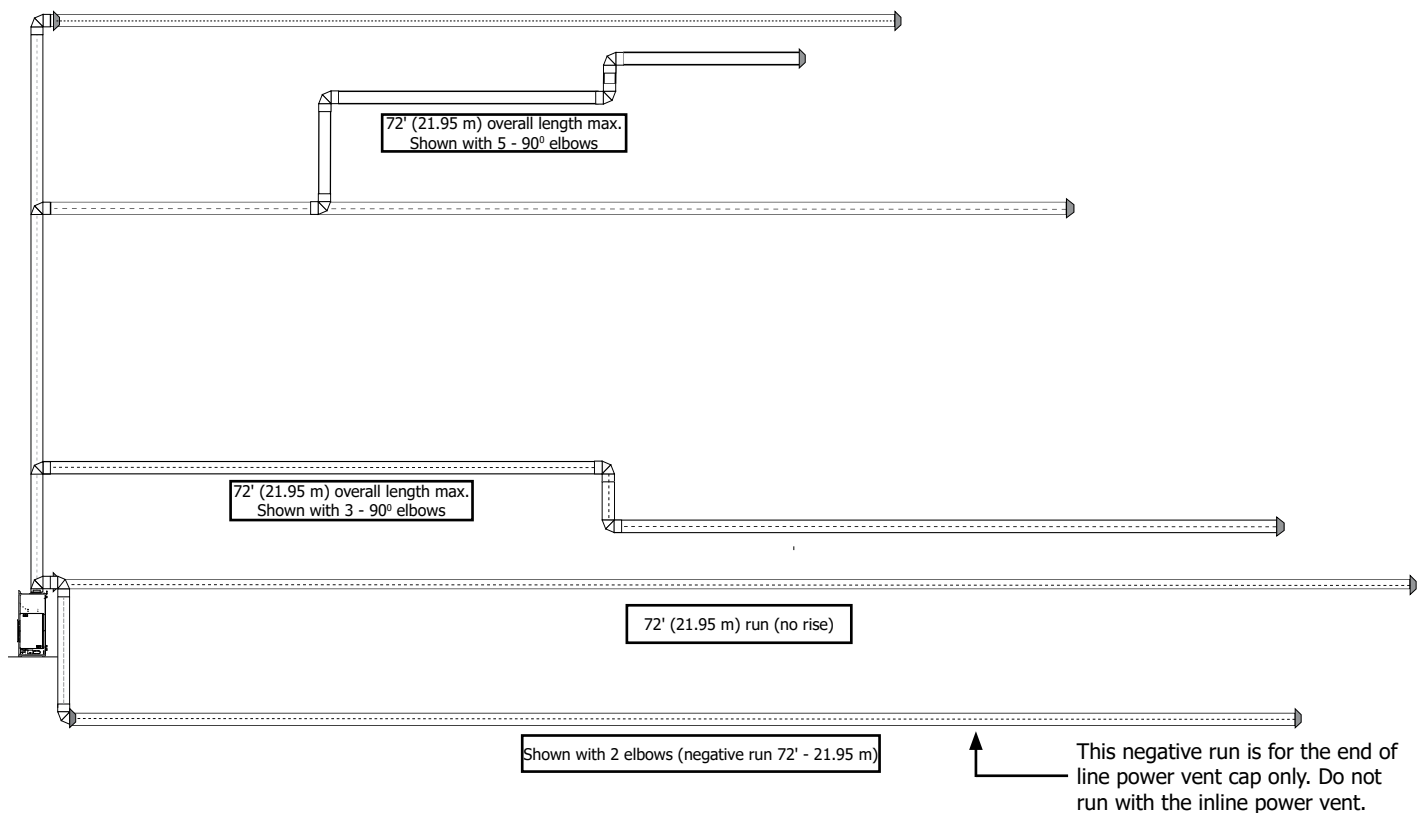 72' (21.95 m) overall length max.
Shown with 5 - 90⁰ elbows
72' (21.95 m) overall length max.
Shown with 3 - 90⁰ elbows
72' (21.95 m) run (no rise)
Shown with 2 elbows (negative run 72' - 21.95 m)
This negative run is for the end of
line power vent cap only. Do not
run with the inline power vent.